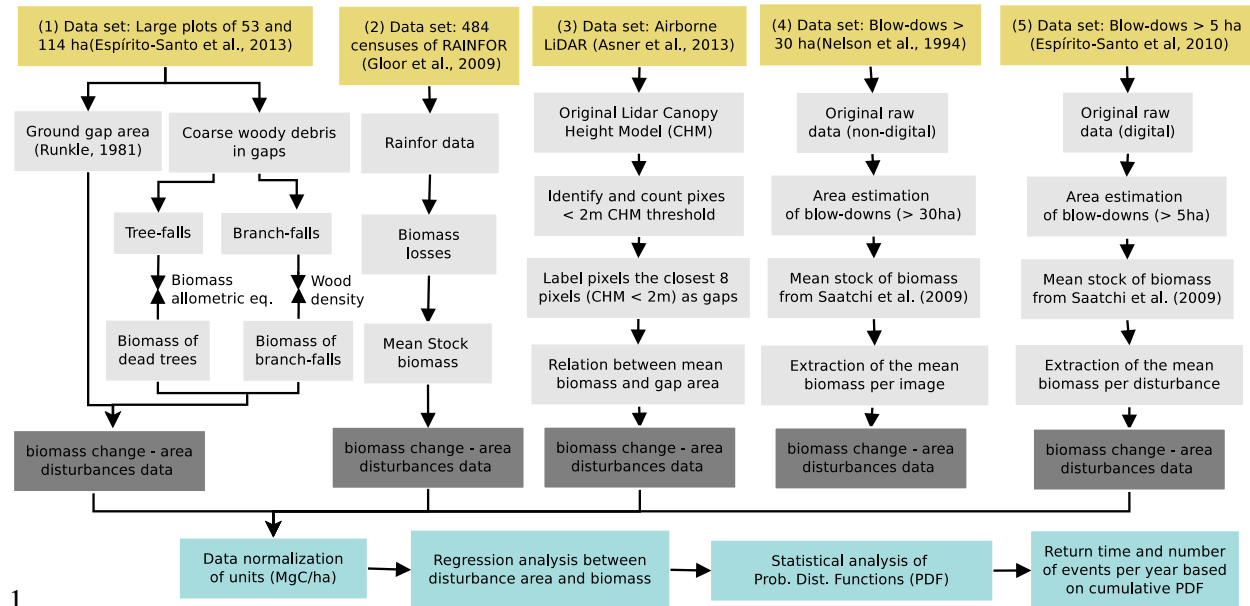 (1) Data set: Large plots of 53 and
114 ha(Espírito-Santo et al., 2013)
(2) Data set: 484
censuses of RAINFOR
(Gloor et al., 2009)
(3) Data set: Airborne
LiDAR (Asner et al., 2013)
(4) Data set: Blow-dows >
30 ha(Nelson et al., 1994)
(5) Data set: Blow-dows > 5 ha
(Espírito-Santo et al, 2010)
Ground gap area
(Runkle, 1981)
Coarse woody debris
in gaps
Tree-falls
Branch-falls
Biomass
allometric eq.
Wood
density
Biomass of
dead trees
Biomass of
branch-falls
biomass change - area
disturbances data
Rainfor data
Biomass
losses
Mean Stock
biomass
biomass change - area
disturbances data
Original Lidar Canopy
Height Model (CHM)
Identify and count pixes
< 2m CHM threshold
Label pixels the closest 8
pixels (CHM < 2m) as gaps
Relation between mean
biomass and gap area
biomass change - area
disturbances data
Original raw
data (non-digital)
Area estimation
of blow-downs (> 30ha)
Mean stock of biomass
from Saatchi et al. (2009)
Extraction of the mean
biomass per image
biomass change - area
disturbances data
Original raw
data (digital)
Area estimation
of blow-downs (> 5ha)
Mean stock of biomass
from Saatchi et al. (2009)
Extraction of the mean
biomass per disturbance
biomass change - area
disturbances data
Data normalization
of units (MgC/ha)
Regression analysis between
disturbance area and biomass
Statistical analysis of
Prob. Dist. Functions (PDF)
Return time and number
of events per year based
on cumulative PDF
1